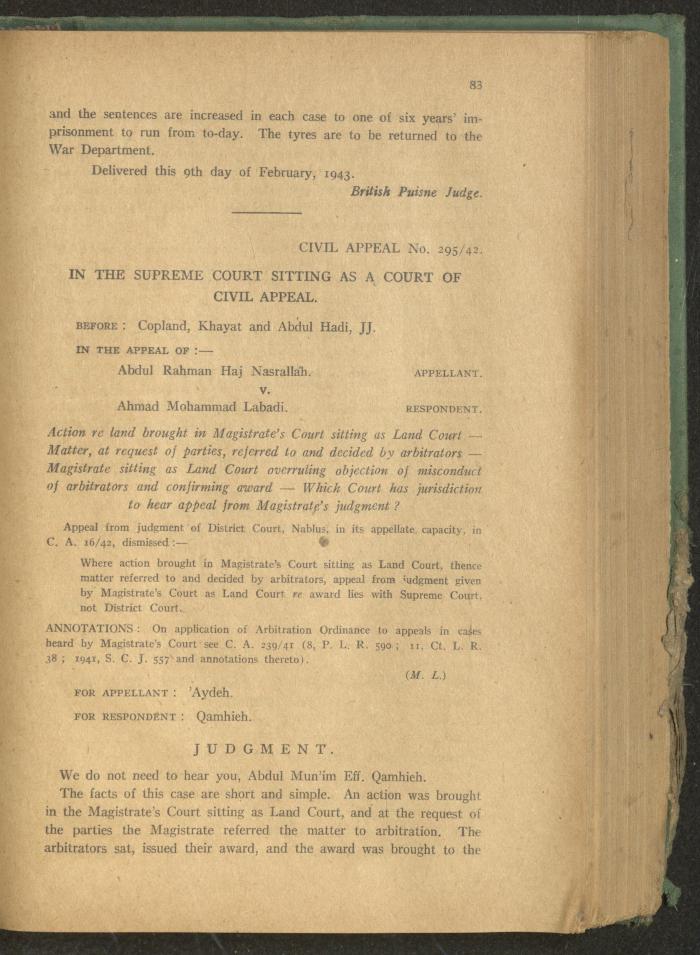 83
and the sentences are increased in each case to one of six years' im-
prisonment to run from to-day. The tyres are to be returned to the
War Department.
Delivered this 9th day of February, 1943.
British Puisne Judge.
CIVIL APPEAL No. 295/42.
IN THE SUPREME COURT SITTING AS A COURT OF
CIVIL APPEAL.
BEFORE : Copland, Khayat and Abdul Hadi, JJ.
IN THE APPEAL OF :—
Abdul Rahman Haj Nasrallah. APPELLANT.
v.
Ahmad Mohammad Labadi. RESPONDENT.
Action re land brought in Magistrate's Court sitting as Land Court —
Matter, at request of parties, referred to and decided by arbitrators —
Magistrate sitting as Land Court overruling objection of misconduct
of arbitrators and confirming award — Which Court has jurisdiction
to hear appeal from Magistrate's judgment ?
Appeal from judgment of District Court, Nablus, in its appellate capacity, in
C. A. 16/42, dismissed :—
Where action brought in Magistrate's Court sitting as Land Court, thence
matter referred to and decided by arbitrators, appeal from judgment given
by Magistrate's Court as Land Court re award lies with Supreme Court,
not District Court.
ANNOTATIONS : On application of Arbitration Ordinance to appeals in cases
heard by Magistrate's Court see C. A. 239/41 (8, P. L. R. 590 ; 11, Ct. L. R.
38 ; 1941, S. C. J. 557 and annotations thereto).
(M. L.)
FOR APPELLANT : 'Aydeh.
FOR RESPONDENT : Qamhieh.
JUDGMENT.
We do not need to hear you, Abdul Mun'im Eff. Qamhieh.
The facts of this case are short and simple. An action was brought
in the Magistrate's Court sitting as Land Court, and at the request of
the parties the Magistrate referred the matter to arbitration. The
arbitrators sat, issued their award, and the award was brought to the